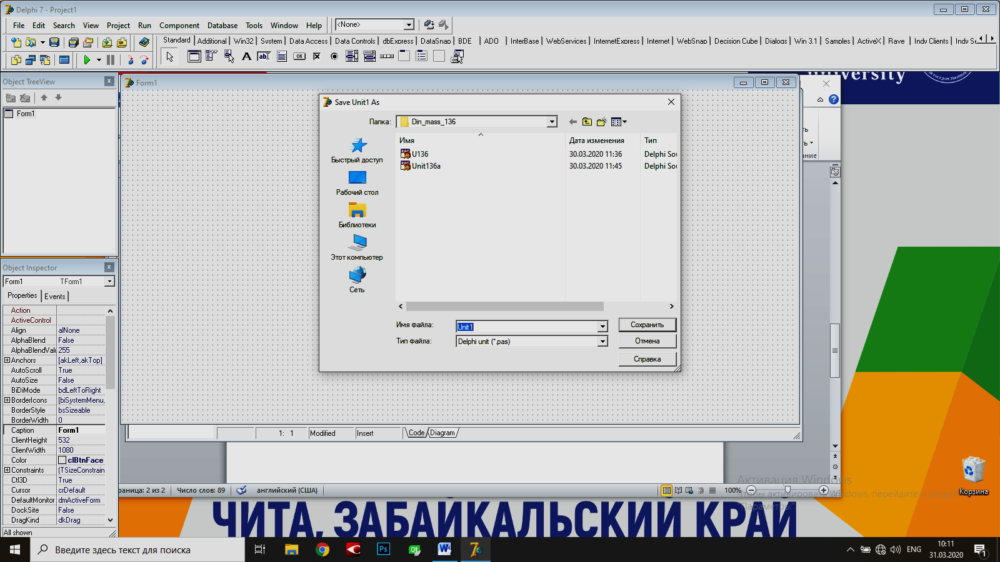 Delphi 7 - Project1
File Edit Search View Project Run Component Database Tools Window Help
<None>
Standard Additional Win32 System Data Access Data Controls dbExpress DataSnap BDE ADO InterBase WebServices InternetExpress Internet WebSnap Decision Cube Dialogs Win 3.1 Samples ActiveX Rave Indy Clients Indy Se
Object TreeView
Form1
Form1
university
Save Unit1 As
Папка: Din_mass_136
Имя Дата изменения Тип
U136 30.03.2020 11:36 Delphi Sou
Unit136a 30.03.2020 11:45 Delphi Sou
Быстрый доступ
Рабочий стол
Библиотеки
Этот компьютер
Сеть
Имя файла: Unit1 Сохранить
Тип файла: Delphi unit (*.pas) Отмена
Справка
Object Inspector
Form1 TForm1
Properties Events
Action
ActiveControl
Align alNone
AlphaBlend False
AlphaBlendValu 255
Anchors [akLeft,akTop]
AutoScroll True
AutoSize False
BiDiMode bdLeftToRight
BorderIcons [biSystemMenu,
BorderStyle bsSizeable
BorderWidth 0
Caption Form1
ClientHeight 532
ClientWidth 1080
Color clBtnFace
Constraints (TSizeConstrain
Ctl3D True
Cursor crDefault
DefaultMonitor dmActiveForm
DockSite False
DragKind dkDrag
All shown
1: 1 Modified Insert Code Diagram
раница: 2 из 2 Число слов: 89 английский (США) 100%
Активация Windows
Чтобы активировать Windows, перейдите в раздел
"Параметры".
Корзина
ЧИТА, ЗАБАЙКАЛЬСКИЙ КРАЙ
Введите здесь текст для поиска
ENG
10:11
31.03.2020
1